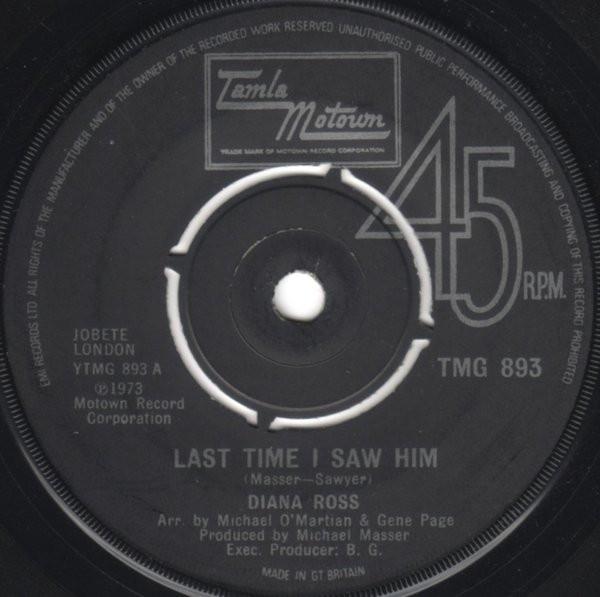 EMI RECORDS LTD ALL RIGHTS OF THE MANUFACTURER AND OF THE OWNER OF THE RECORDED WORK RESERVED UNAUTHORISED PUBLIC PERFORMANCE BROADCASTING AND COPYING OF THIS RECORD PROHIBITED
Tamla
Motown
TRADE MARK OF MOTOWN RECORD CORPORATION
45
R.P.M.
JOBETE
LONDON
YTMG 893 A
℗1973
Motown Record
Corporation
TMG 893
LAST TIME I SAW HIM
(Masser—Sawyer)
DIANA ROSS
Arr. by Michael O'Martian & Gene Page
Produced by Michael Masser
Exec. Producer: B. G.
MADE IN GT BRITAIN